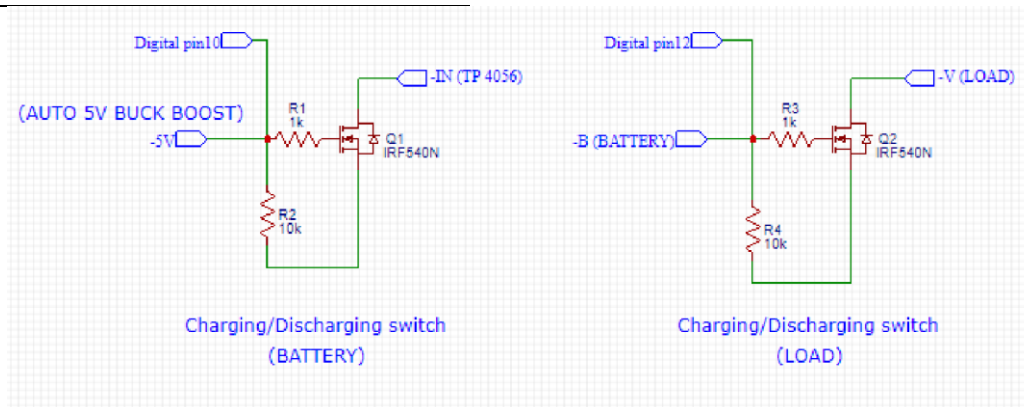 Digital pin10
-IN (TP 4056)
(AUTO 5V BUCK BOOST)
R1
1k
-5V
Q1
IRF540N
R2
10k
Charging/Discharging switch
(BATTERY)
Digital pin12
-V (LOAD)
R3
1k
-B (BATTERY)
Q2
IRF540N
R4
10k
Charging/Discharging switch
(LOAD)